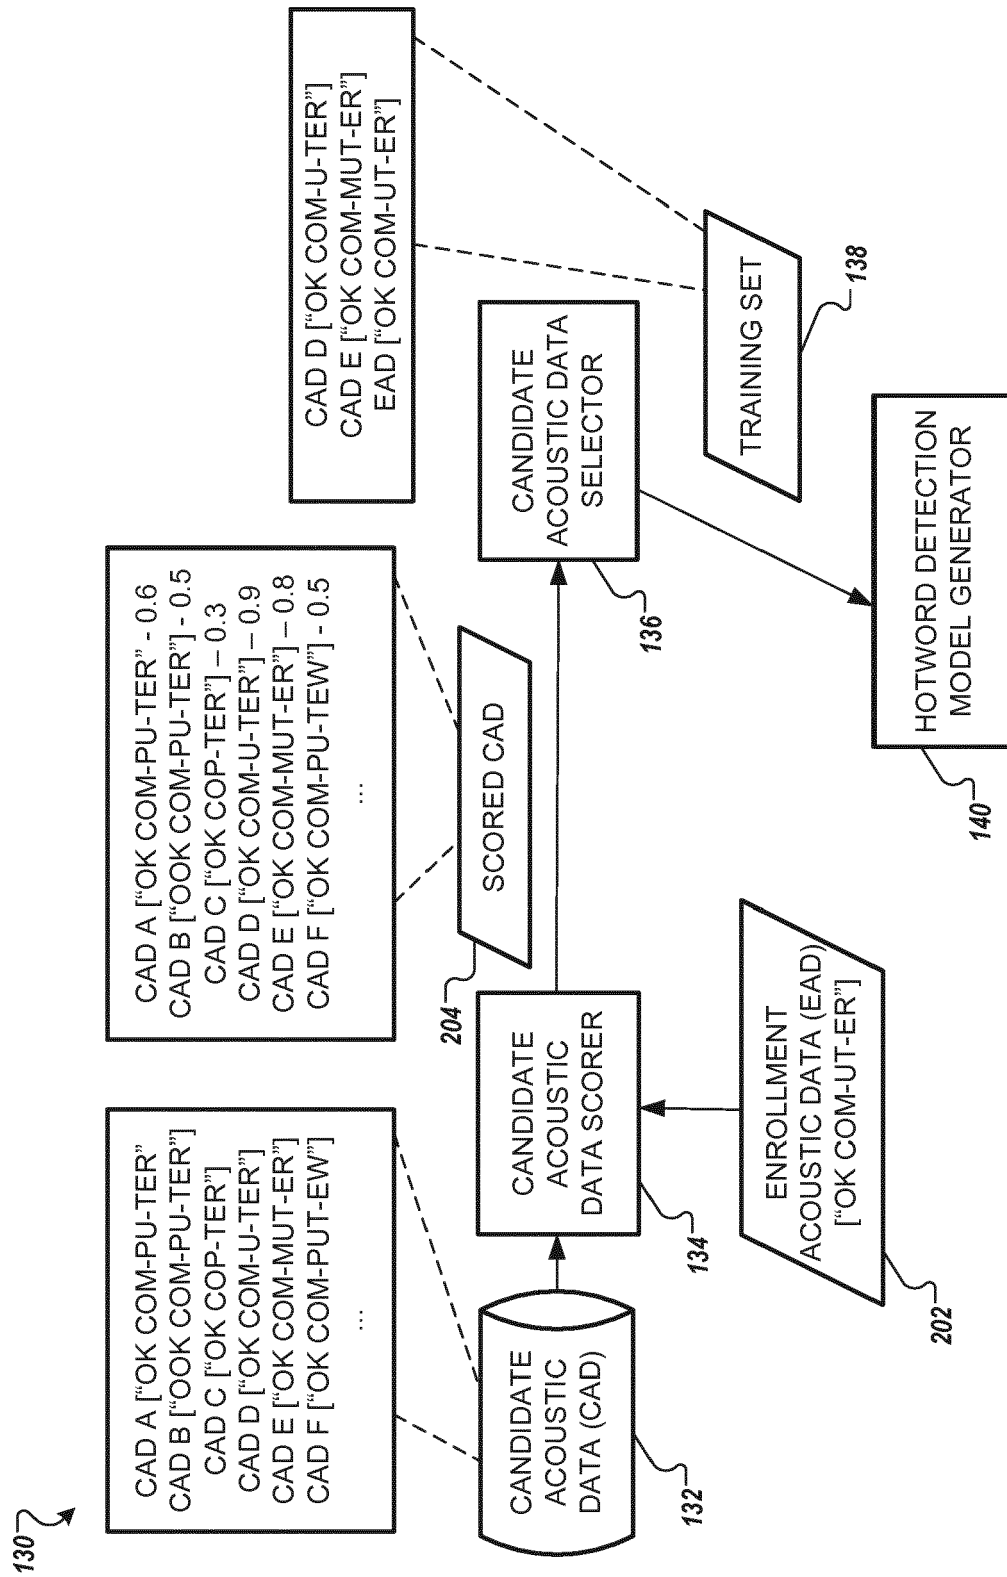 130
CAD A [“OK COM-PU-TER”
CAD B [“OOK COM-PU-TER”]
CAD C [“OK COP-TER”]
CAD D [“OK COM-U-TER”]
CAD E [“OK COM-MUT-ER”]
CAD F [“OK COM-PUT-EW”]
...
CAD A [“OK COM-PU-TER” - 0.6
CAD B [“OOK COM-PU-TER”] - 0.5
CAD C [“OK COP-TER”] – 0.3
CAD D [“OK COM-U-TER”] – 0.9
CAD E [“OK COM-MUT-ER”] – 0.8
CAD F [“OK COM-PU-TEW”] - 0.5
...
CAD D [“OK COM-U-TER”]
CAD E [“OK COM-MUT-ER”]
EAD [“OK COM-UT-ER”]
CANDIDATE
ACOUSTIC
DATA (CAD)
132
CANDIDATE
ACOUSTIC
DATA SCORER
134
204
SCORED CAD
CANDIDATE
ACOUSTIC DATA
SELECTOR
136
TRAINING SET
138
ENROLLMENT
ACOUSTIC DATA (EAD)
[“OK COM-UT-ER”]
202
HOTWORD DETECTION
MODEL GENERATOR
140